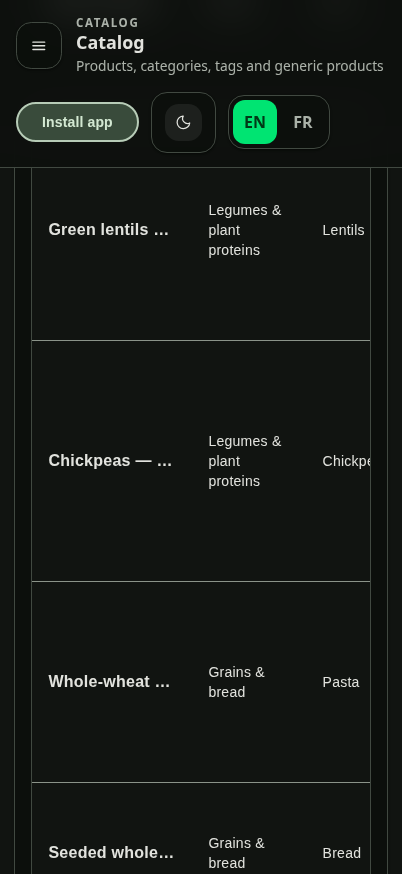 CATALOG
Catalog
Products, categories, tags and generic products
Install app
EN
FR
Green lentils …
Legumes &
plant
proteins
Lentils
Chickpeas — …
Legumes &
plant
proteins
Chickpe
Whole-wheat …
Grains &
bread
Pasta
Seeded whole…
Grains &
bread
Bread